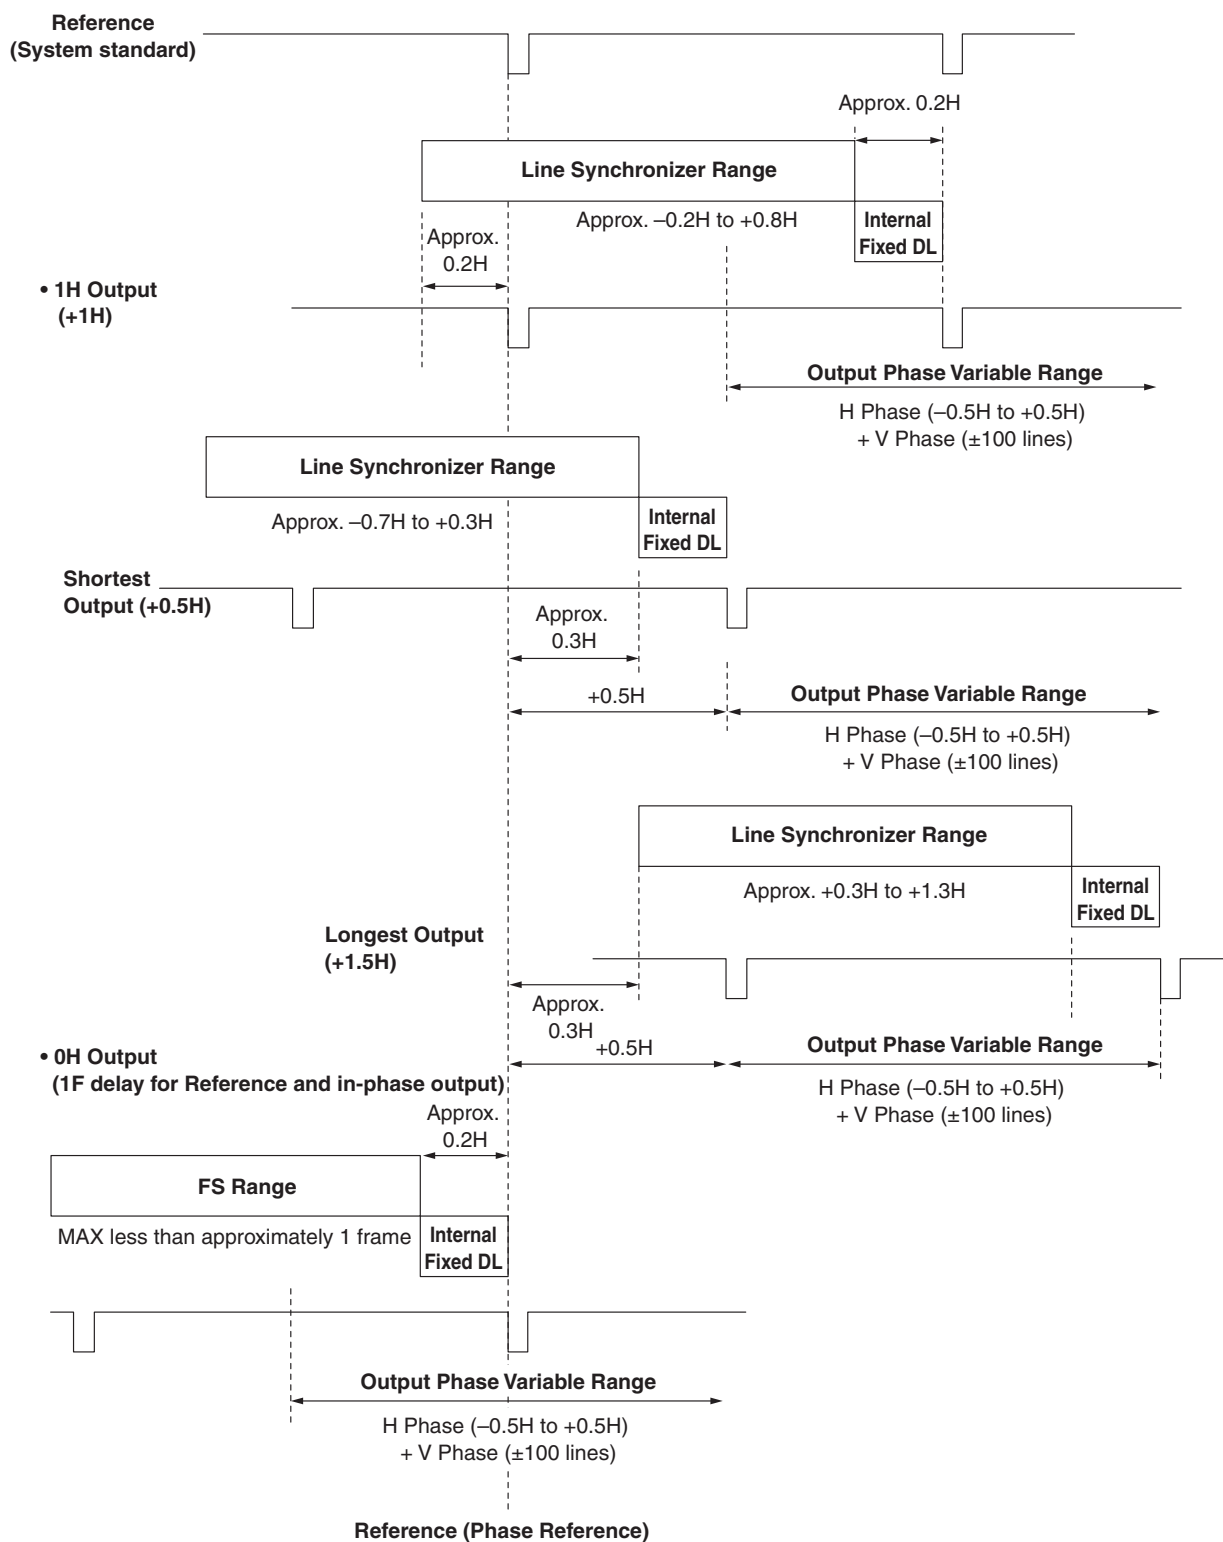 Reference
(System standard)
Approx. 0.2H
Line Synchronizer Range
Approx. –0.2H to +0.8H
Internal
Fixed DL
Approx.
0.2H
• 1H Output
(+1H)
Output Phase Variable Range
H Phase (–0.5H to +0.5H)
+ V Phase (±100 lines)
Line Synchronizer Range
Approx. –0.7H to +0.3H
Internal
Fixed DL
Shortest
Output (+0.5H)
Approx.
0.3H
+0.5H
Output Phase Variable Range
H Phase (–0.5H to +0.5H)
+ V Phase (±100 lines)
Line Synchronizer Range
Approx. +0.3H to +1.3H
Internal
Fixed DL
Longest Output
(+1.5H)
Approx.
0.3H
+0.5H
Output Phase Variable Range
H Phase (–0.5H to +0.5H)
+ V Phase (±100 lines)
• 0H Output
(1F delay for Reference and in-phase output)
Approx.
0.2H
FS Range
MAX less than approximately 1 frame
Internal
Fixed DL
Output Phase Variable Range
H Phase (–0.5H to +0.5H)
+ V Phase (±100 lines)
Reference (Phase Reference)